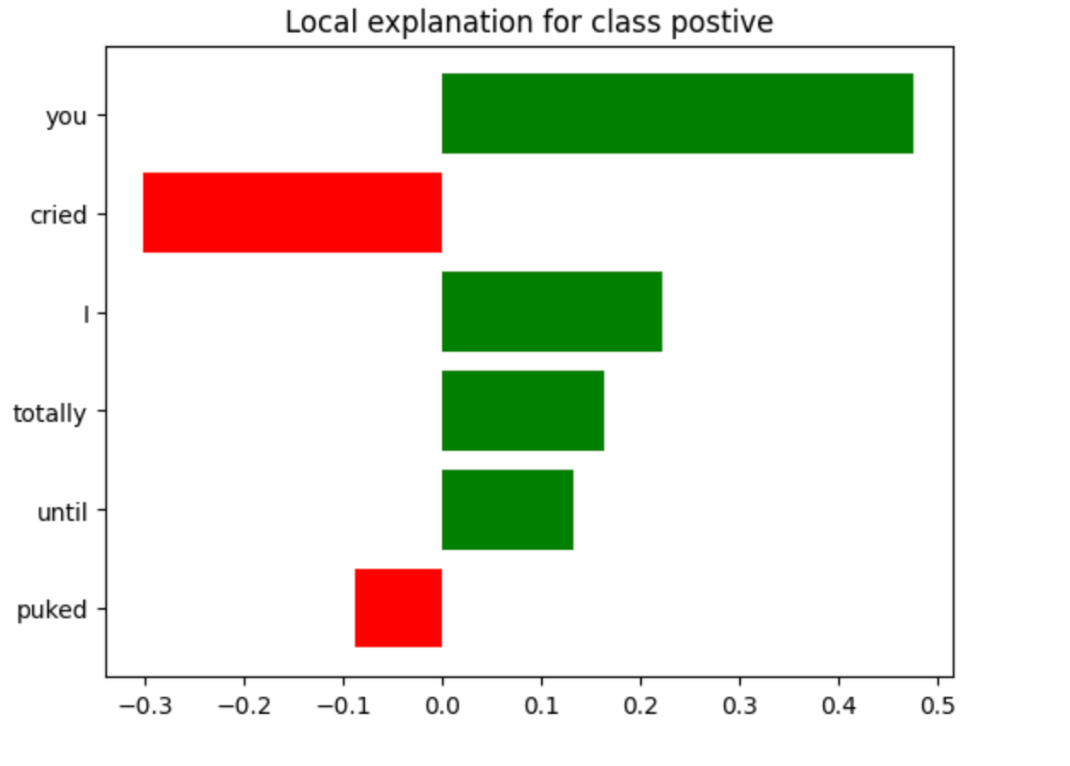 Local explanation for class postive
you
cried
I
totally
until
puked
−0.3 −0.2 −0.1 0.0 0.1 0.2 0.3 0.4 0.5